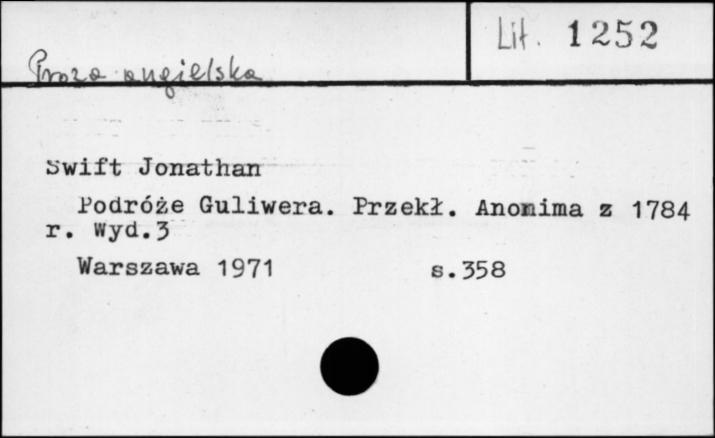 Lit. 1252
Proza angielska
Swift Jonathan
Podróże Guliwera. Przekł. Anonima z 1784
r. Wyd.3
Warszawa 1971 s.358